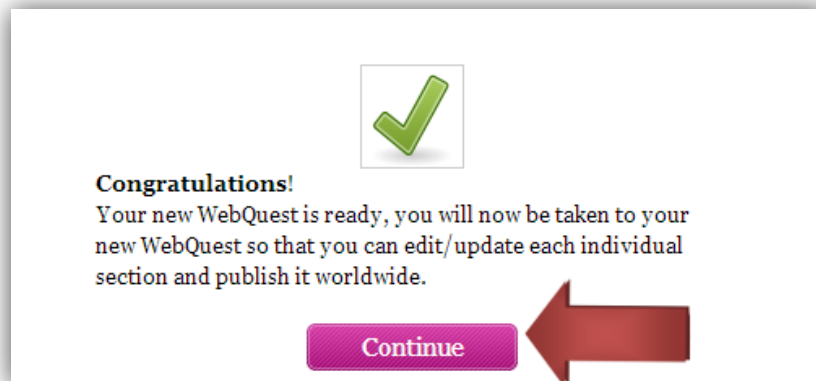 Congratulations!
Your new WebQuest is ready, you will now be taken to your
new WebQuest so that you can edit/update each individual
section and publish it worldwide.
Continue